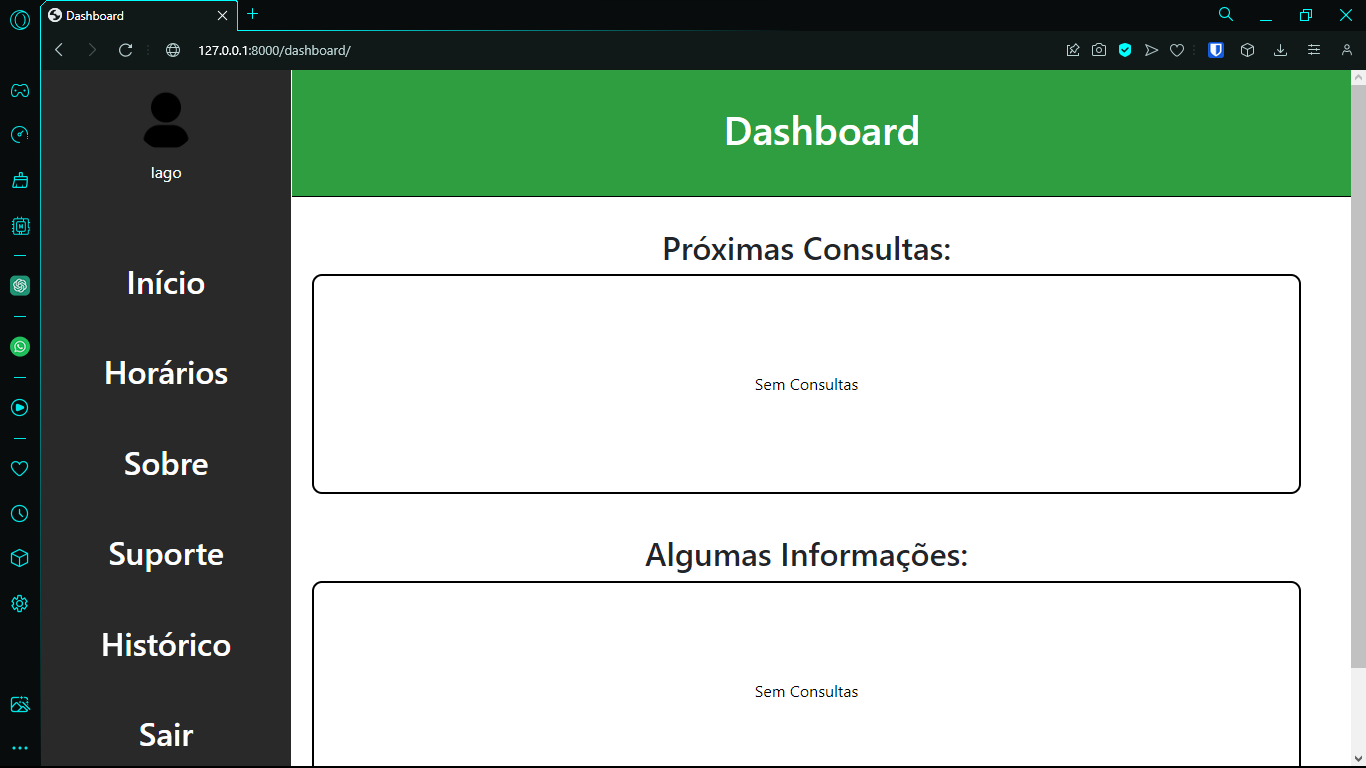 Dashboard
127.0.0.1:8000/dashboard/
Iago
Início
Horários
Sobre
Suporte
Histórico
Sair
Dashboard
Próximas Consultas:
Sem Consultas
Algumas Informações:
Sem Consultas